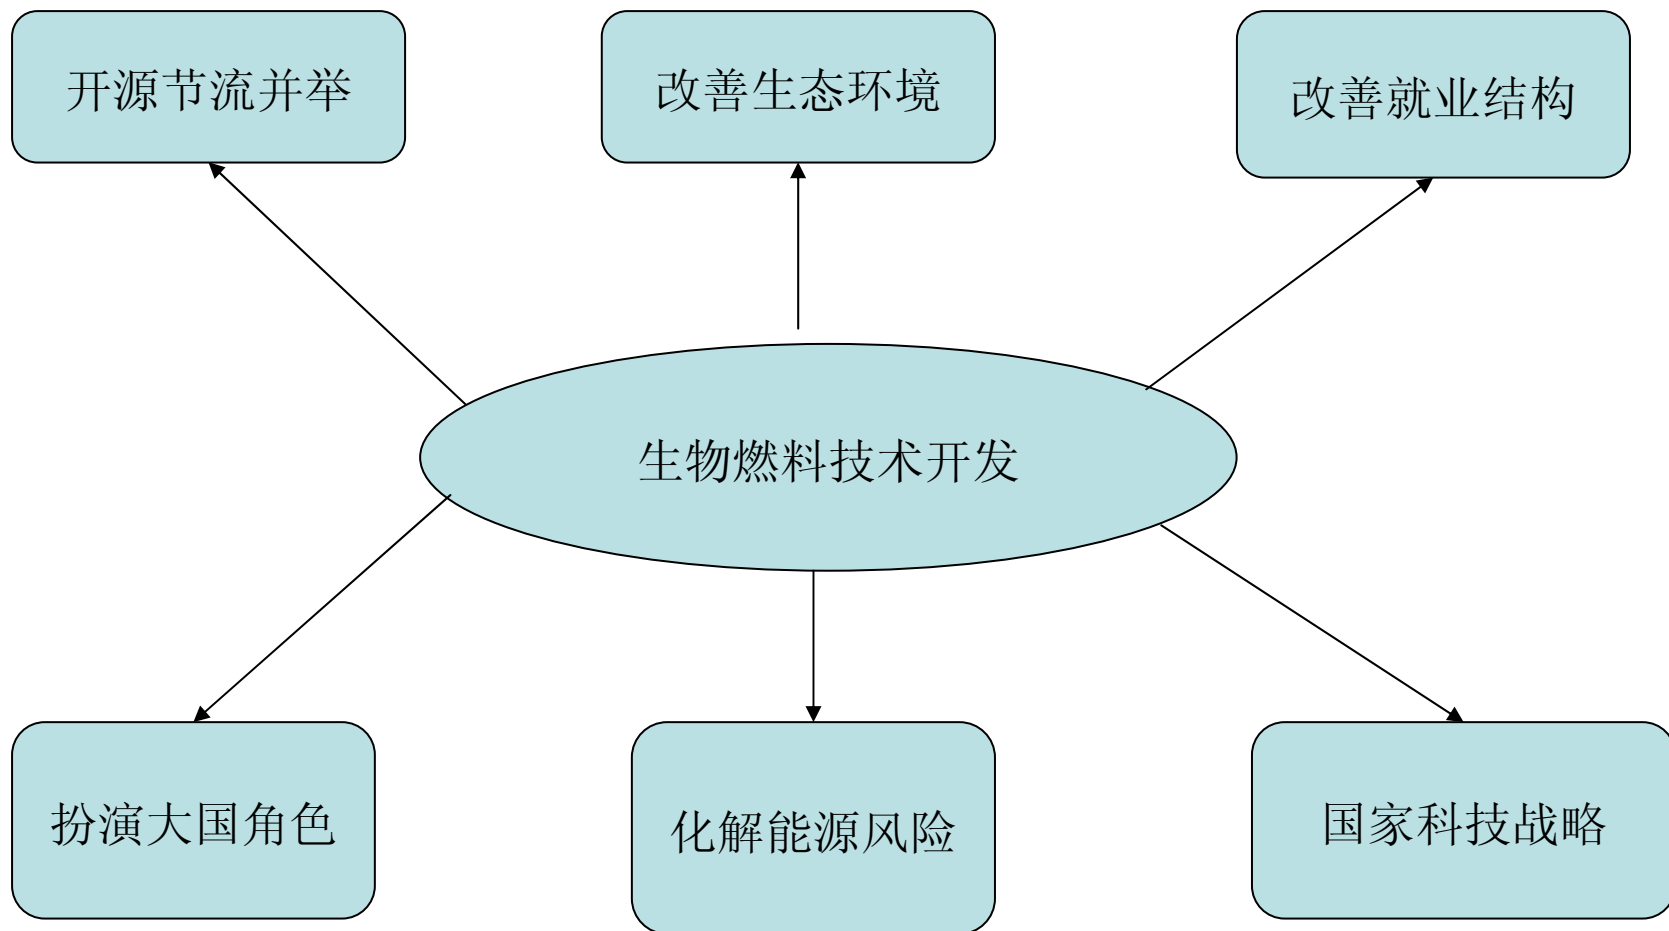 开源节流并举
改善生态环境
改善就业结构
生物燃料技术开发
扮演大国角色
化解能源风险
国家科技战略